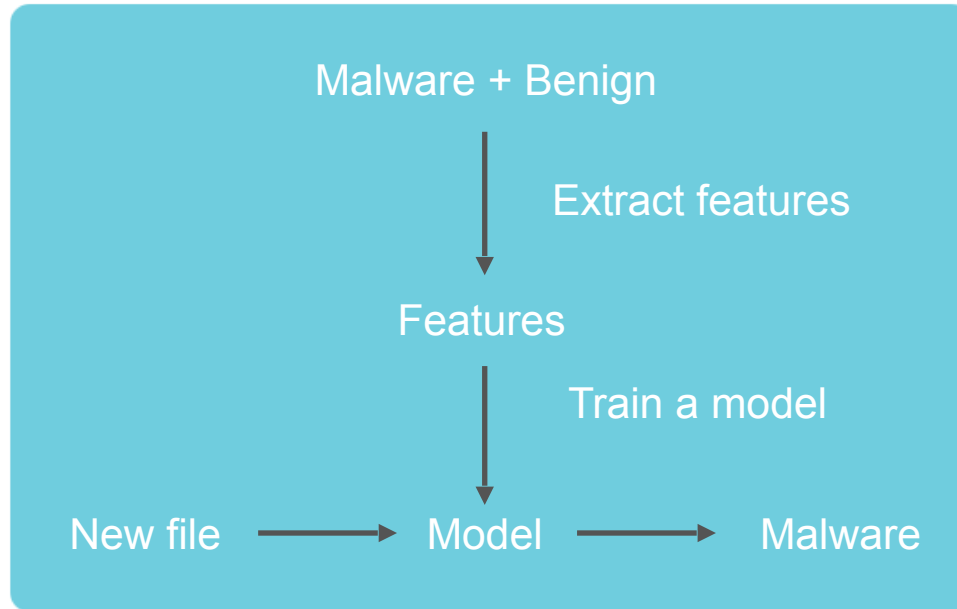 Malware + Benign
Extract features
Features
Train a model
New file
Model
Malware